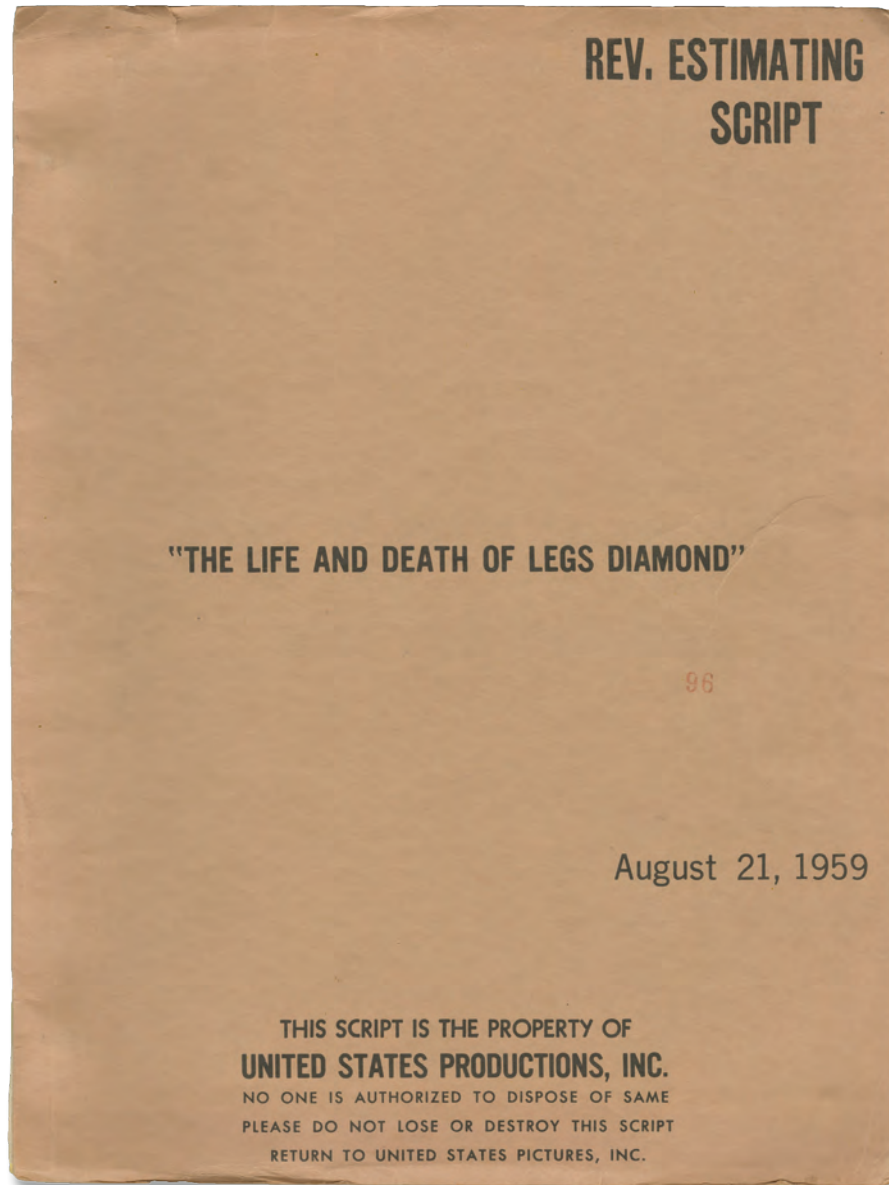 REV. ESTIMATING
SCRIPT
"THE LIFE AND DEATH OF LEGS DIAMOND"
96
August 21, 1959
THIS SCRIPT IS THE PROPERTY OF
UNITED STATES PRODUCTIONS, INC.
NO ONE IS AUTHORIZED TO DISPOSE OF SAME
PLEASE DO NOT LOSE OR DESTROY THIS SCRIPT
RETURN TO UNITED STATES PICTURES, INC.